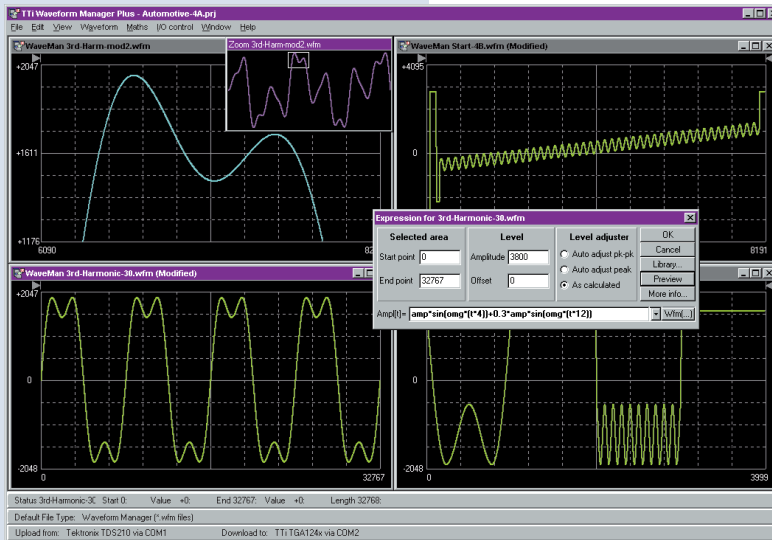 TTi Waveform Manager Plus - Automotive-4A.prj
File Edit View Waveform Maths I/O control Window Help
WaveMan 3rd-Harm-mod2.wfm
+2047
+1611
+1176
6090
Zoom 3rd-Harm-mod2.wfm
WaveMan Start-4B.wfm (Modified)
+4095
0
8191
Expression for 3rd-Harmonic-30.wfm
Selected area
Start point 0
End point 32767
Level
Amplitude 3800
Offset 0
Level adjuster
Auto adjust pk-pk
Auto adjust peak
As calculated
OK
Cancel
Library...
Preview
More info...
Ampl(t)= amp*sin(omg*(t*4))+0.3*amp*sin(omg*(t*12))
Wfm(...)
WaveMan 3rd-Harmonic-30.wfm (Modified)
+2047
0
-2048
0
32767
-2048
0
3999
Status 3rd-Harmonic-30 Start 0: Value +0: End 32767: Value +0: Length 32768:
Default File Type: Waveform Manager (*.wfm files)
Upload from: Tektronix TDS210 via COM1 Download to: TTi TGA124x via COM2